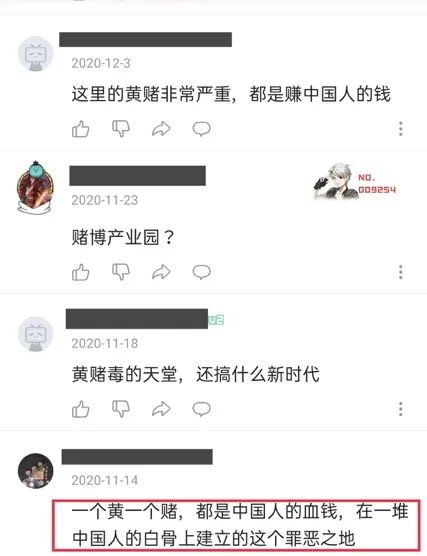 2020-12-3
这里的黄赌非常严重，都是赚中国人的钱
2020-11-23
NO.
009254
赌博产业园？
2020-11-18
黄赌毒的天堂，还搞什么新时代
2020-11-14
一个黄一个赌，都是中国人的血钱，在一堆
中国人的白骨上建立的这个罪恶之地